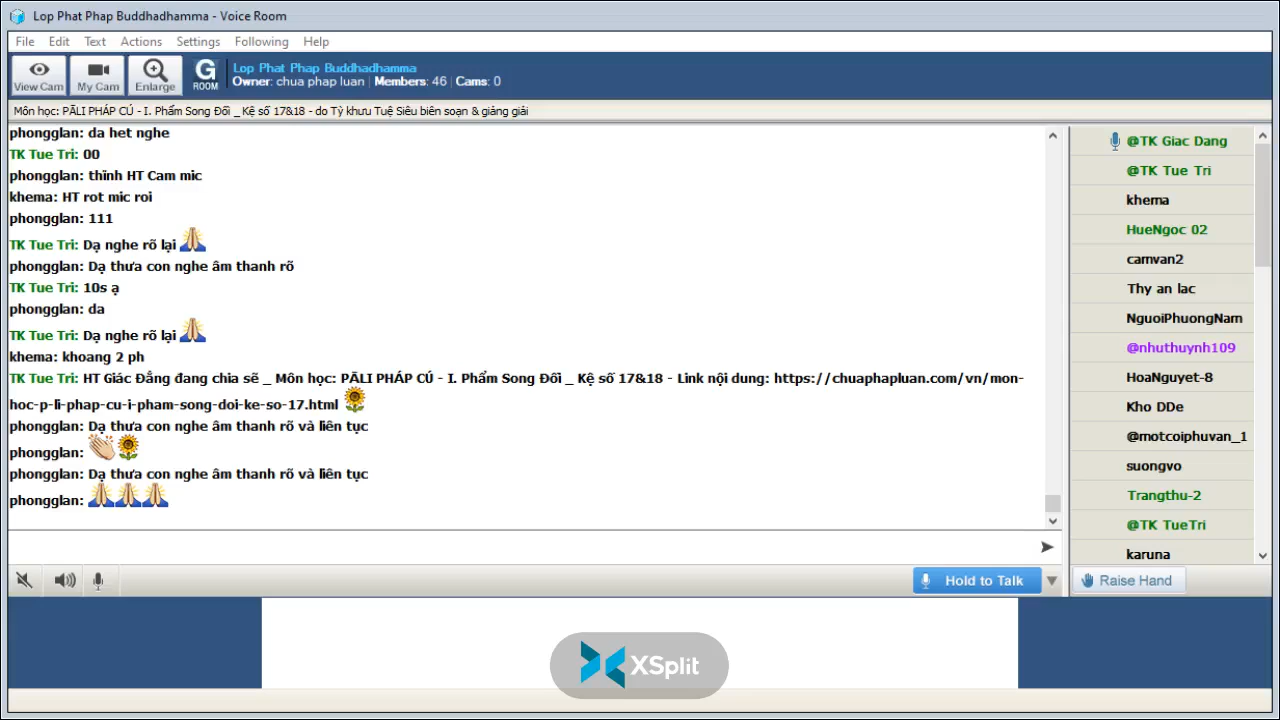 Lop Phat Phap Buddhadhamma - Voice Room
File Edit Text Actions Settings Following Help
View Cam My Cam Enlarge G ROOM
Lop Phat Phap Buddhadhamma
Owner: chua phap luan | Members: 46 | Cams: 0
Môn học: PĀLI PHÁP CÚ - I. Phẩm Song Đối _ Kệ số 17&18 - do Tỳ khưu Tuệ Siêu biên soạn & giảng giải
phongglan: da het nghe
TK Tue Tri: 00
phongglan: thỉnh HT Cam mic
khema: HT rot mic roi
phongglan: 111
TK Tue Tri: Dạ nghe rõ lại
phongglan: Dạ thưa con nghe âm thanh rõ
TK Tue Tri: 10s ạ
phongglan: da
TK Tue Tri: Dạ nghe rõ lại
khema: khoang 2 ph
TK Tue Tri: HT Giác Đẳng đang chia sẽ _ Môn học: PĀLI PHÁP CÚ - I. Phẩm Song Đối _ Kệ số 17&18 - Link nội dung: https://chuaphapluan.com/vn/mon-
hoc-p-li-phap-cu-i-pham-song-doi-ke-so-17.html
phongglan: Dạ thưa con nghe âm thanh rõ và liên tục
phongglan:
phongglan: Dạ thưa con nghe âm thanh rõ và liên tục
phongglan:
@TK Giac Dang
@TK Tue Tri
khema
HueNgoc 02
camvan2
Thy an lac
NguoiPhuongNam
@nhuthuynh109
HoaNguyet-8
Kho DDe
@motcoiphuvan_1
suongvo
Trangthu-2
@TK TueTri
karuna
Hold to Talk
Raise Hand
XSplit